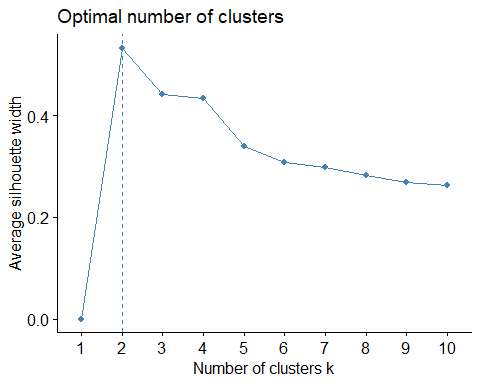 Optimal number of clusters
Average silhouette width
0.4
0.2
0.0
1 2 3 4 5 6 7 8 9 10
Number of clusters k